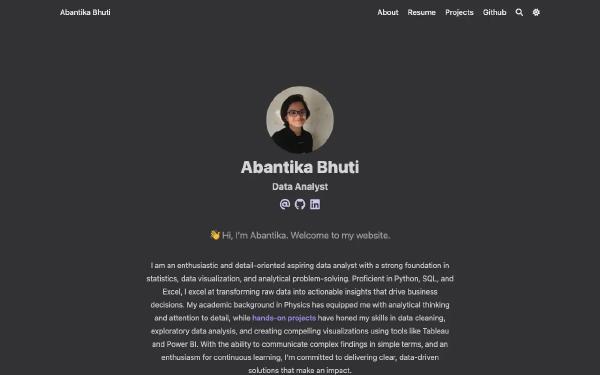 Abantika Bhuti
About Resume Projects Github
Abantika Bhuti
Data Analyst
👋 Hi, I'm Abantika. Welcome to my website.
I am an enthusiastic and detail-oriented aspiring data analyst with a strong foundation in
statistics, data visualization, and analytical problem-solving. Proficient in Python, SQL, and
Excel, I excel at transforming raw data into actionable insights that drive business
decisions. My academic background in Physics has equipped me with analytical thinking
and attention to detail, while hands-on projects have honed my skills in data cleaning,
exploratory data analysis, and creating compelling visualizations using tools like Tableau
and Power BI. With the ability to communicate complex findings in simple terms, and an
enthusiasm for continuous learning, I'm committed to delivering clear, data-driven
solutions that make an impact.